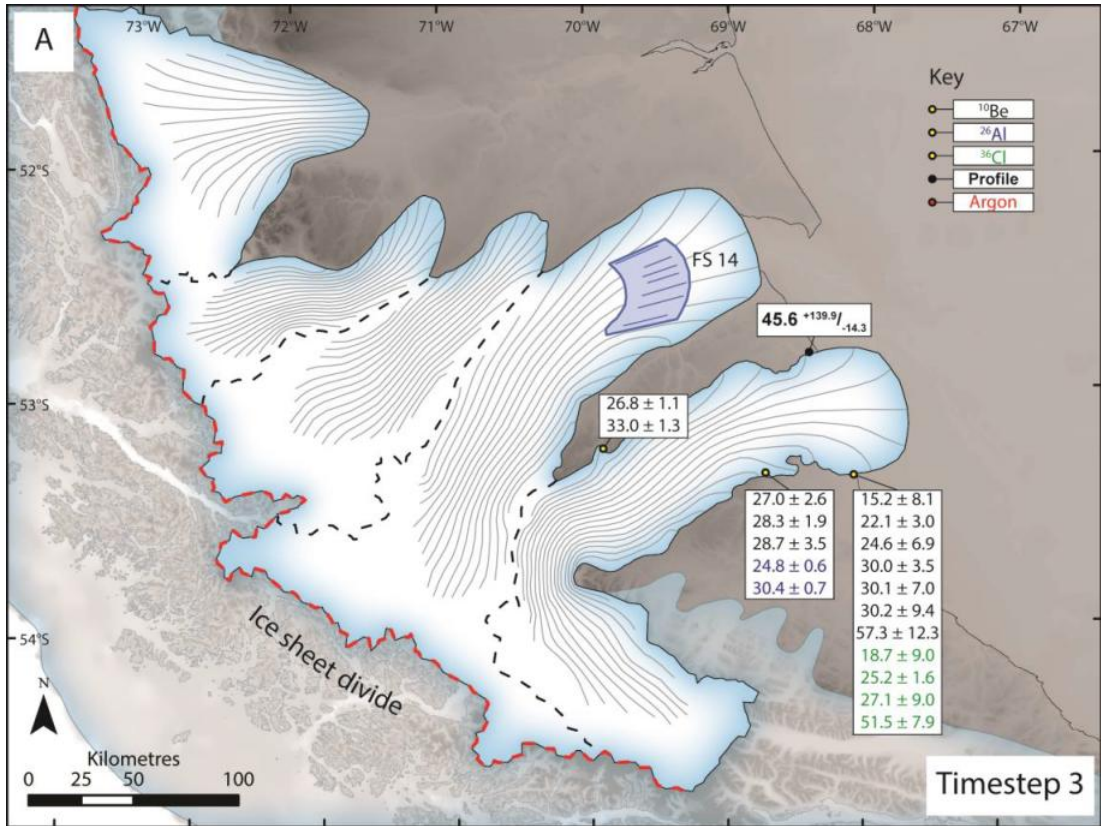 A
73°W
72°W
71°W
70°W
69°W
68°W
67°W
52°S
53°S
54°S
Key
¹⁰Be
²⁶Al
³⁶Cl
Profile
Argon
FS 14
45.6 +139.9/-14.3
26.8 ± 1.1
33.0 ± 1.3
27.0 ± 2.6
28.3 ± 1.9
28.7 ± 3.5
24.8 ± 0.6
30.4 ± 0.7
15.2 ± 8.1
22.1 ± 3.0
24.6 ± 6.9
30.0 ± 3.5
30.1 ± 7.0
30.2 ± 9.4
57.3 ± 12.3
18.7 ± 9.0
25.2 ± 1.6
27.1 ± 9.0
51.5 ± 7.9
Ice sheet divide
N
Kilometres
0 25 50 100
Timestep 3